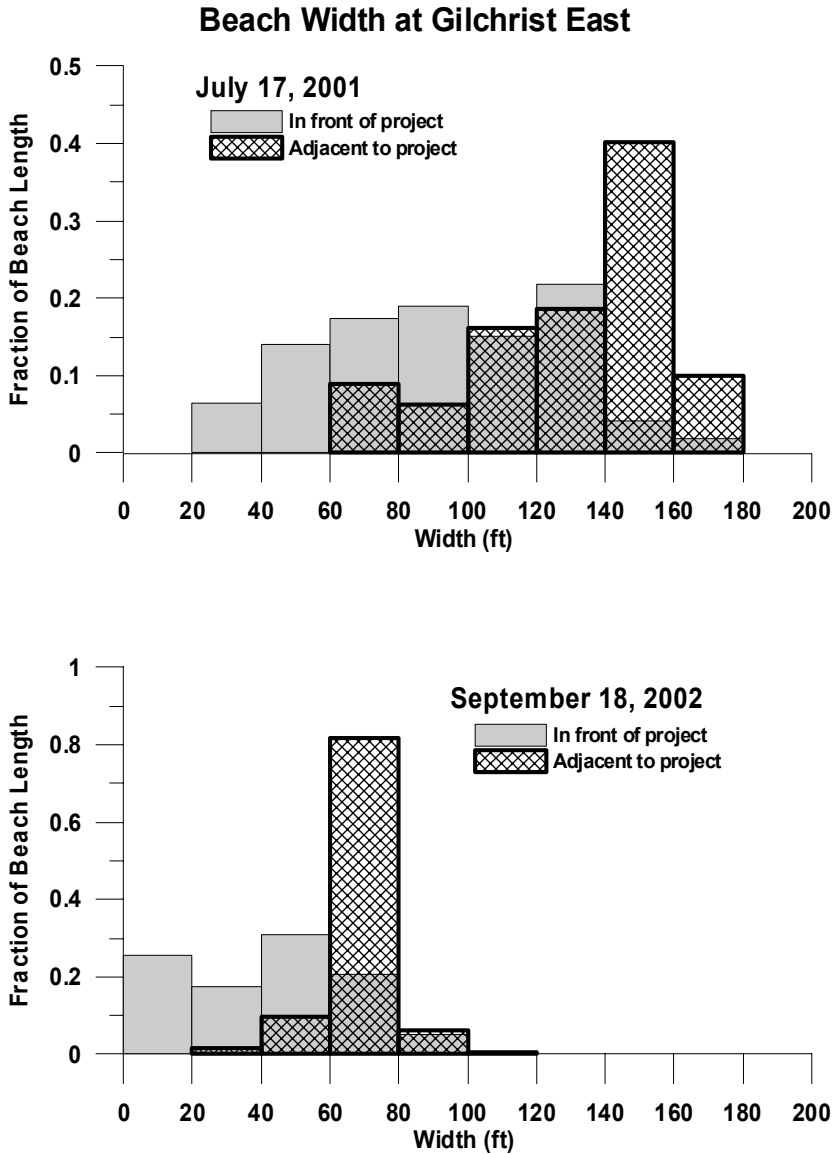 Beach Width at Gilchrist East
July 17, 2001
In front of project
Adjacent to project
Fraction of Beach Length
0.5
0.4
0.3
0.2
0.1
0
0 20 40 60 80 100 120 140 160 180 200
Width (ft)
September 18, 2002
In front of project
Adjacent to project
Fraction of Beach Length
1
0.8
0.6
0.4
0.2
0
0 20 40 60 80 100 120 140 160 180 200
Width (ft)